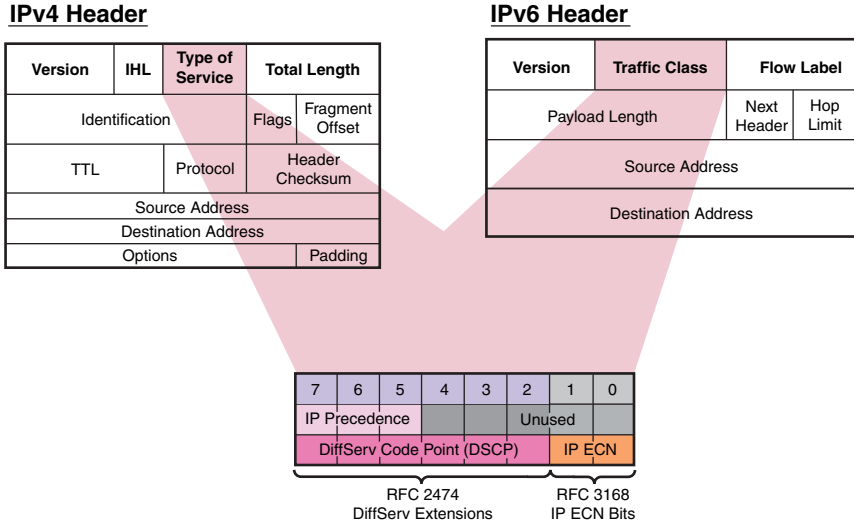 IPv4 Header
IPv6 Header
Version IHL Type of Service Total Length
Identification Flags Fragment Offset
TTL Protocol Header Checksum
Source Address
Destination Address
Options Padding
Version Traffic Class Flow Label
Payload Length Next Header Hop Limit
Source Address
Destination Address
7 6 5 4 3 2 1 0
IP Precedence Unused
DiffServ Code Point (DSCP) IP ECN
RFC 2474 RFC 3168
DiffServ Extensions IP ECN Bits